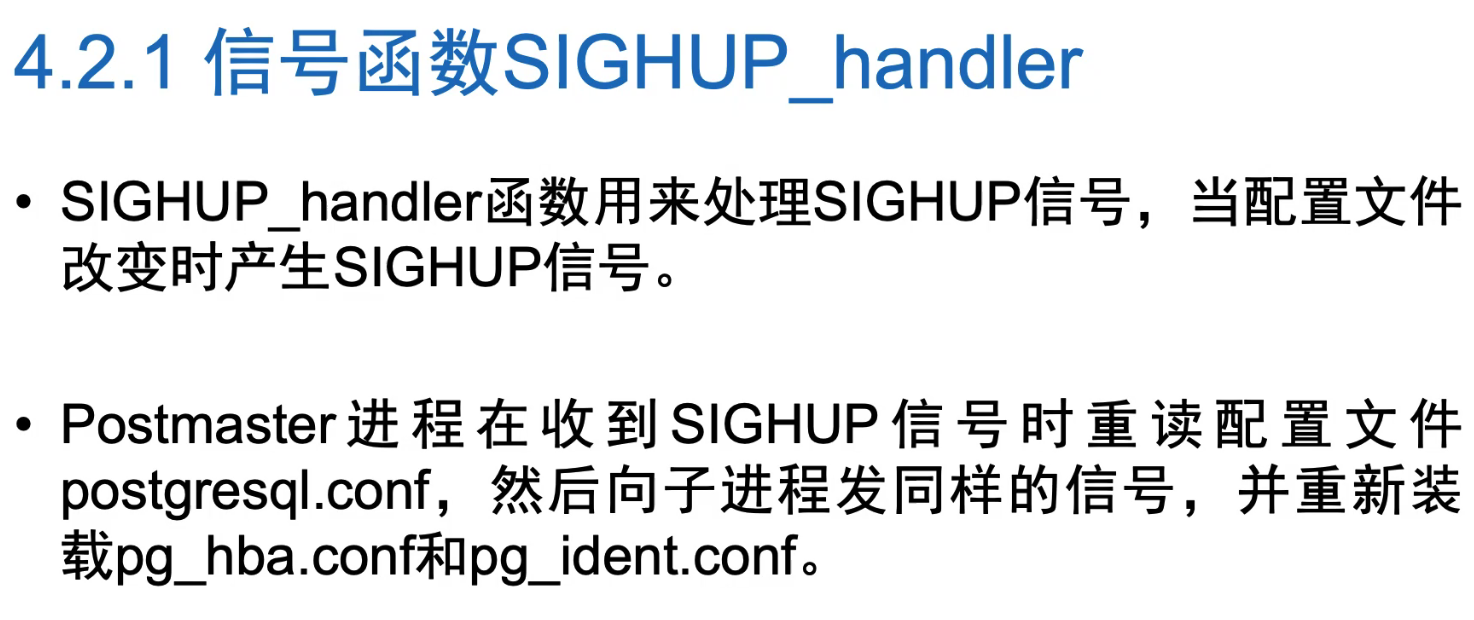 4.2.1 信号函数SIGHUP_handler
• SIGHUP_handler函数用来处理SIGHUP信号，当配置文件
改变时产生SIGHUP信号。
• Postmaster进程在收到SIGHUP信号时重读配置文件
postgresql.conf，然后向子进程发同样的信号，并重新装
载pg_hba.conf和pg_ident.conf。